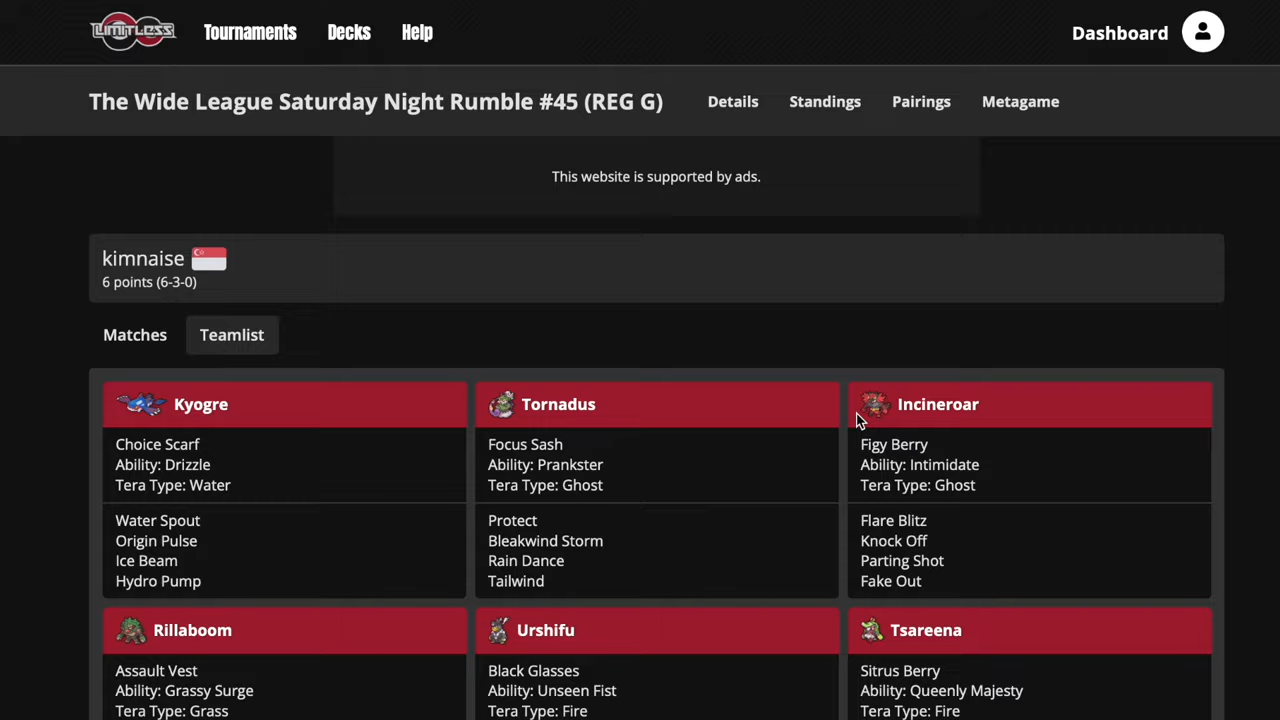 LIMITLESS
Tournaments
Decks
Help
Dashboard
The Wide League Saturday Night Rumble #45 (REG G)
Details
Standings
Pairings
Metagame
This website is supported by ads.
kimnaise
6 points (6-3-0)
Matches
Teamlist
Kyogre
Choice Scarf
Ability: Drizzle
Tera Type: Water
Water Spout
Origin Pulse
Ice Beam
Hydro Pump
Tornadus
Focus Sash
Ability: Prankster
Tera Type: Ghost
Protect
Bleakwind Storm
Rain Dance
Tailwind
Incineroar
Figy Berry
Ability: Intimidate
Tera Type: Ghost
Flare Blitz
Knock Off
Parting Shot
Fake Out
Rillaboom
Assault Vest
Ability: Grassy Surge
Tera Type: Grass
Urshifu
Black Glasses
Ability: Unseen Fist
Tera Type: Fire
Tsareena
Sitrus Berry
Ability: Queenly Majesty
Tera Type: Fire